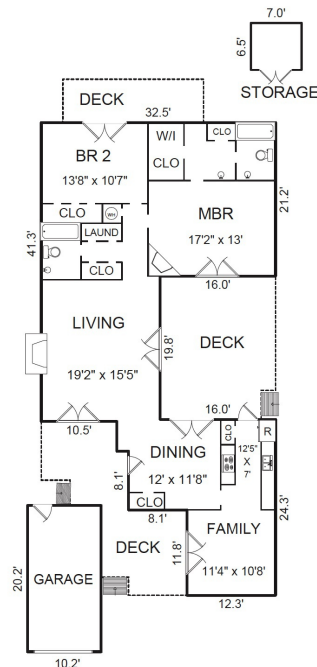 7.0'
6.5'
STORAGE
DECK
32.5'
W/I
CLO
CLO
BR 2
13'8" x 10'7"
MBR
17'2" x 13'
21.2'
CLO
WH
LAUND
CLO
41.3'
16.0'
LIVING
19'2" x 15'5"
19.8'
DECK
16.0'
10.5'
DINING
12' x 11'8"
8.1'
CLO
8.1'
CLO
R
12'5"
X
7'
24.3'
FAMILY
11'4" x 10'8"
11.8'
12.3'
DECK
GARAGE
20.2'
10.2'